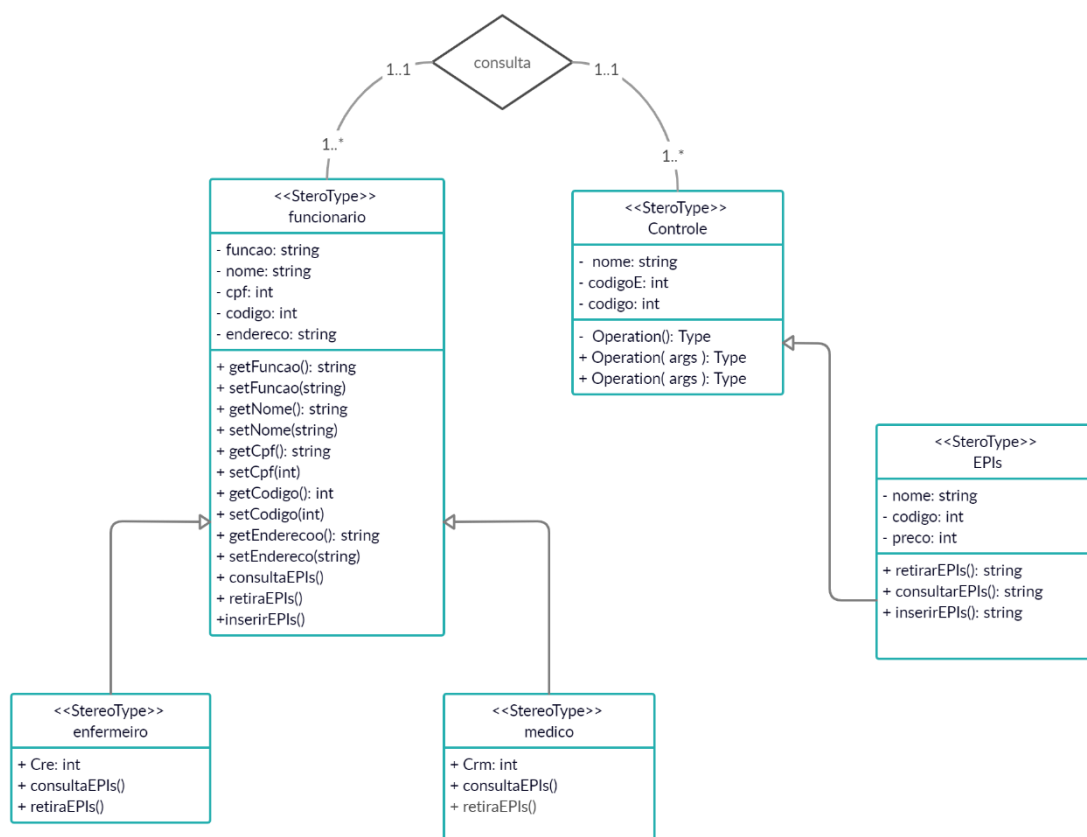 consulta
1..1
1..1
1..*
1..*
<<SteroType>>
funcionario
- funcao: string
- nome: string
- cpf: int
- codigo: int
- endereco: string
+ getFuncao(): string
+ setFuncao(string)
+ getNome(): string
+ setNome(string)
+ getCpf(): string
+ setCpf(int)
+ getCodigo(): int
+ setCodigo(int)
+ getEnderecoo(): string
+ setEndereco(string)
+ consultaEPIs()
+ retiraEPIs()
+inserirEPIs()
<<SteroType>>
Controle
- nome: string
- codigoE: int
- codigo: int
- Operation(): Type
+ Operation( args ): Type
+ Operation( args ): Type
<<SteroType>>
EPIs
- nome: string
- codigo: int
- preco: int
+ retirarEPIs(): string
+ consultarEPIs(): string
+ inserirEPIs(): string
<<StereoType>>
enfermeiro
+ Cre: int
+ consultaEPIs()
+ retiraEPIs()
<<StereoType>>
medico
+ Crm: int
+ consultaEPIs()
+ retiraEPIs()